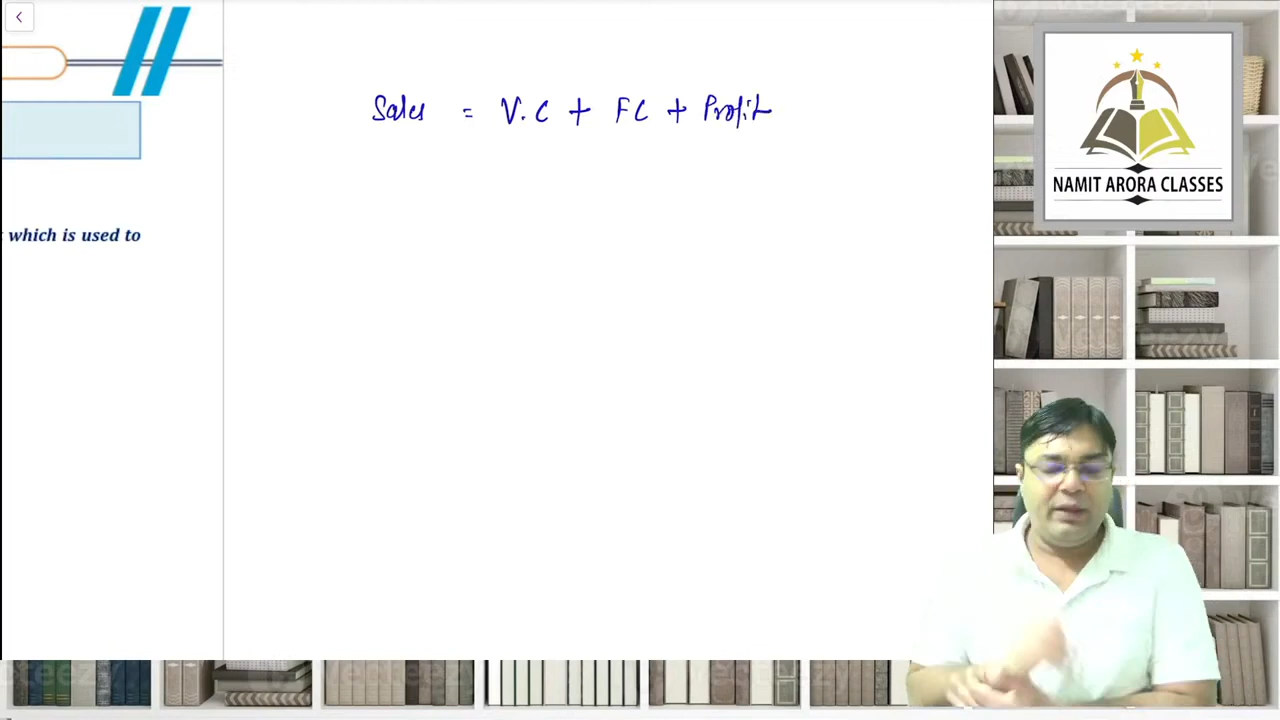 Sales = V.C + FC + Profit
NAMIT ARORA CLASSES
which is used to